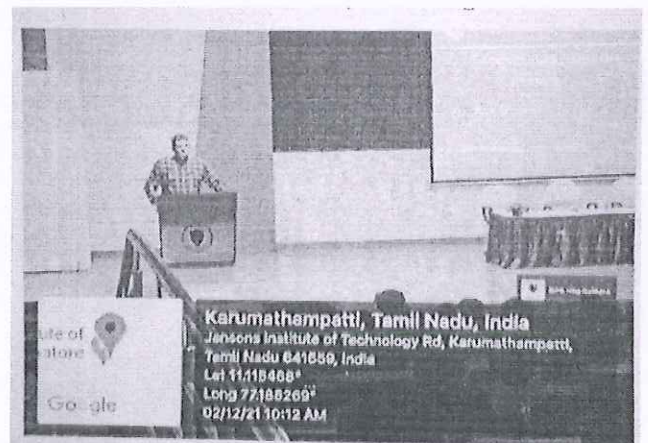 Karumathampatti, Tamil Nadu, India
Jansons Institute of Technology Rd, Karumathampatti,
Tamil Nadu 641659, India
Lat 11.115468°
Long 77.188269°
02/12/21 10:12 AM
ute of
atore
Google